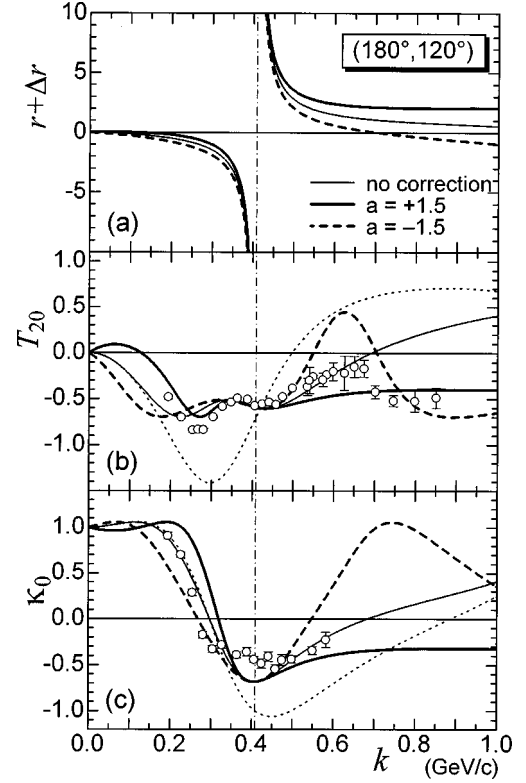 10
(180°,120°)
5
r+Δr
0
no correction
a = +1.5
-5
a = −1.5
(a)
1.0
0.5
T20
0.0
-0.5
-1.0
(b)
1.0
0.5
κ0
0.0
-0.5
-1.0
(c)
0.0 0.2 0.4 0.6 0.8 1.0
k (GeV/c)